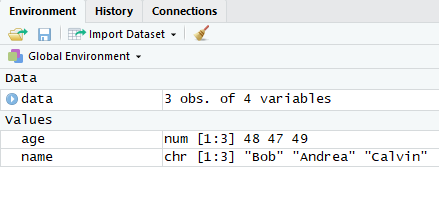 Environment History Connections
Import Dataset
Global Environment
Data
data 3 obs. of 4 variables
Values
age num [1:3] 48 47 49
name chr [1:3] "Bob" "Andrea" "Calvin"